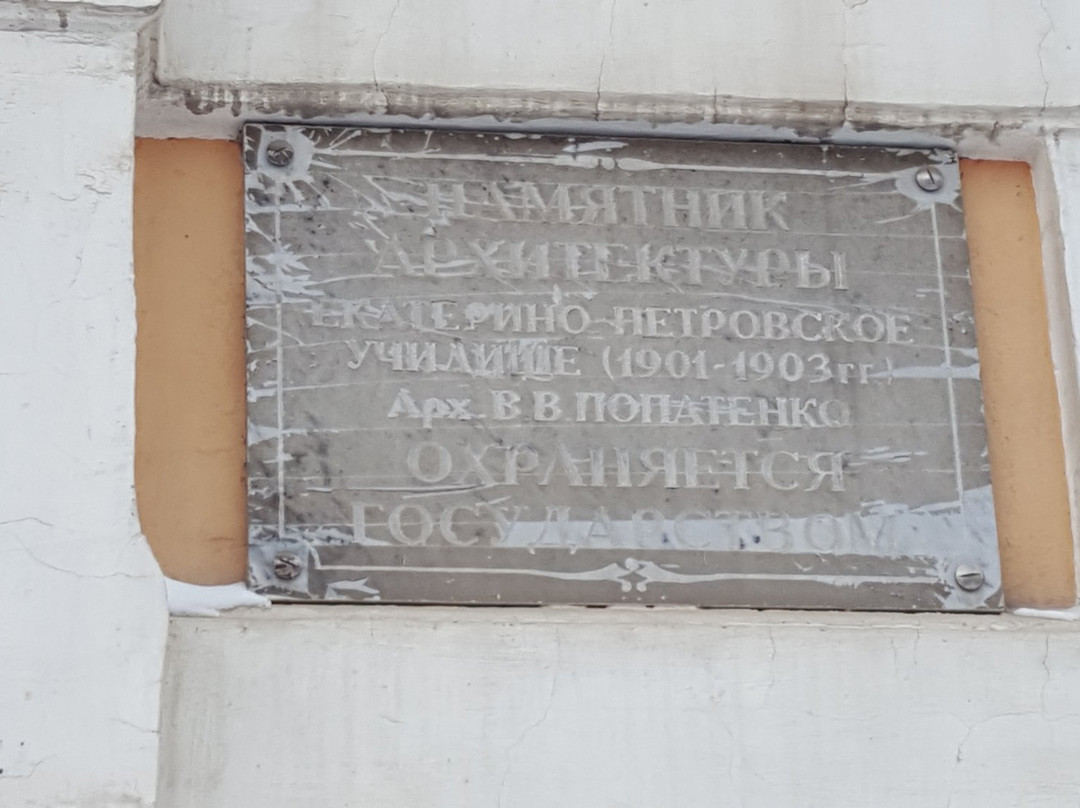 ПАМЯТНИК
АРХИТЕКТУРЫ
ЕКАТЕРИНО-ПЕТРОВСКОЕ
УЧИЛИЩЕ (1901-1903гг.)
Арх. В В ПОПАТЕНКО
ОХРАНЯЕТСЯ
ГОСУДАРСТВОМ